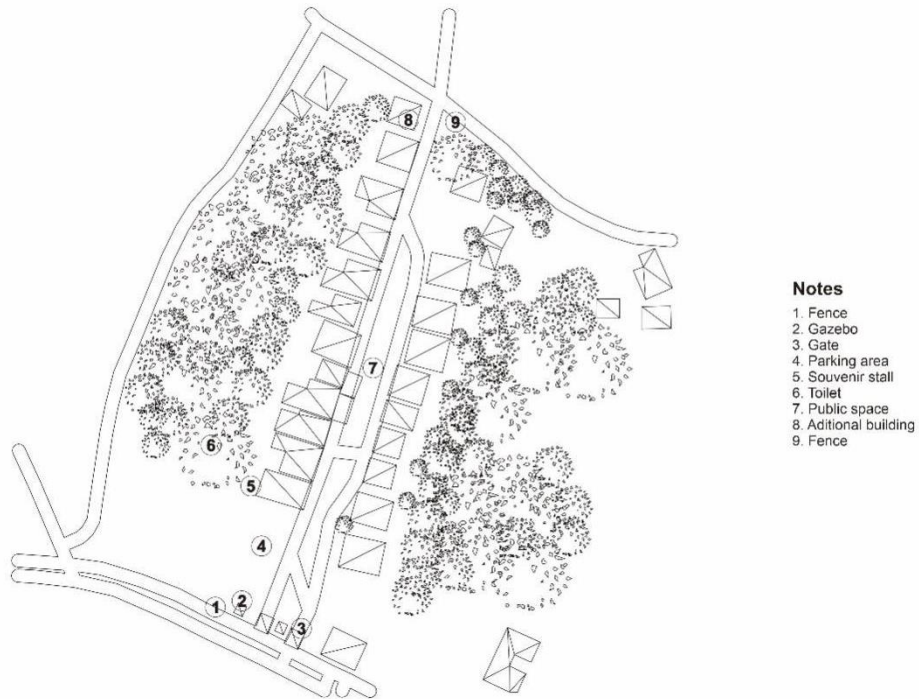 8
9
7
6
5
4
1
2
3
Notes
1. Fence
2. Gazebo
3. Gate
4. Parking area
5. Souvenir stall
6. Toilet
7. Public space
8. Aditional building
9. Fence